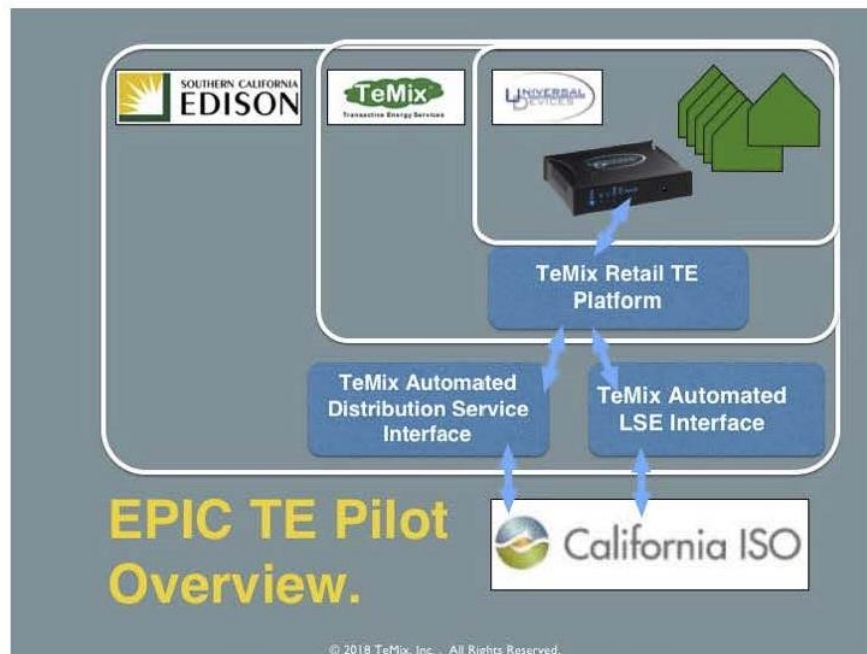 SOUTHERN CALIFORNIA
EDISON
TeMix
Transactive Energy Services
UNIVERSAL
DEVICES
TeMix Retail TE
Platform
TeMix Automated
Distribution Service
Interface
TeMix Automated
LSE Interface
EPIC TE Pilot
Overview.
California ISO
© 2018 TeMix, Inc. . All Rights Reserved.